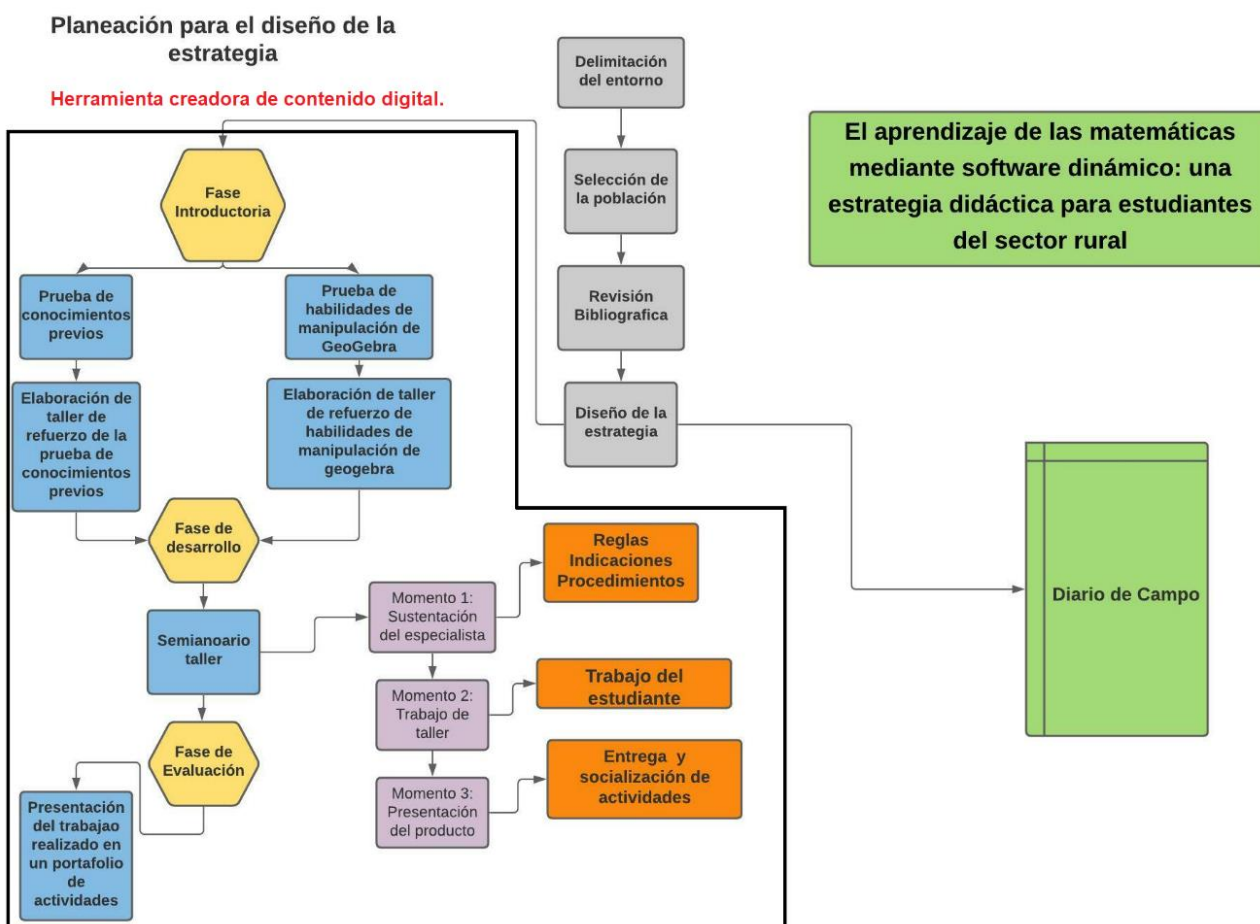 Planeación para el diseño de la
estrategia
Herramienta creadora de contenido digital.
Delimitación
del entorno
Selección de
la población
Revisión
Bibliografica
Diseño de la
estrategia
El aprendizaje de las matemáticas
mediante software dinámico: una
estrategia didáctica para estudiantes
del sector rural
Diario de Campo
Fase
Introductoria
Prueba de
conocimientos
previos
Prueba de
habilidades de
manipulación de
GeoGebra
Elaboración de
taller de
refuerzo de la
prueba de
conocimientos
previos
Elaboración de taller
de refuerzo de
habilidades de
manipulación de
geogebra
Fase de
desarrollo
Semianoario
taller
Momento 1:
Sustentación
del especialista
Reglas
Indicaciones
Procedimientos
Momento 2:
Trabajo de
taller
Trabajo del
estudiante
Momento 3:
Presentación
del producto
Entrega y
socialización de
actividades
Fase de
Evaluación
Presentación
del trabajao
realizado en
un portafolio
de
actividades